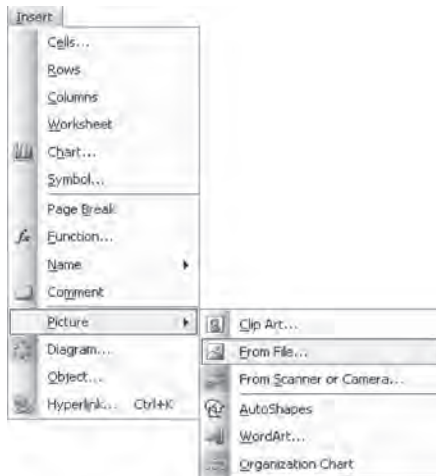 Insert
Cells...
Rows
Columns
Worksheet
Chart...
Symbol...
Page Break
Function...
Name
Comment
Picture
Diagram...
Object...
Hyperlink... Ctrl+K
Clip Art...
From File...
From Scanner or Camera...
AutoShapes
WordArt...
Organization Chart